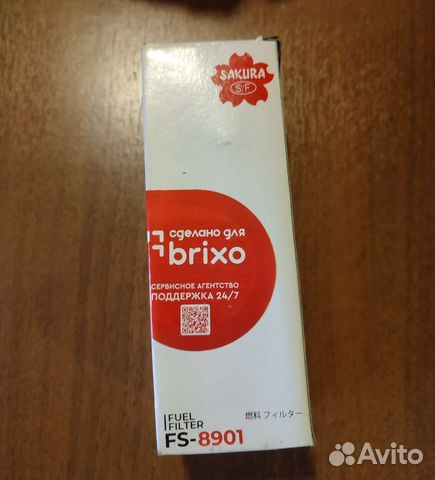 SAKURA
S/F
сделано для
brixo
СЕРВИСНОЕ АГЕНТСТВО
ПОДДЕРЖКА 24/7
FUEL
FILTER
FS-8901
燃料 フィルター
Avito